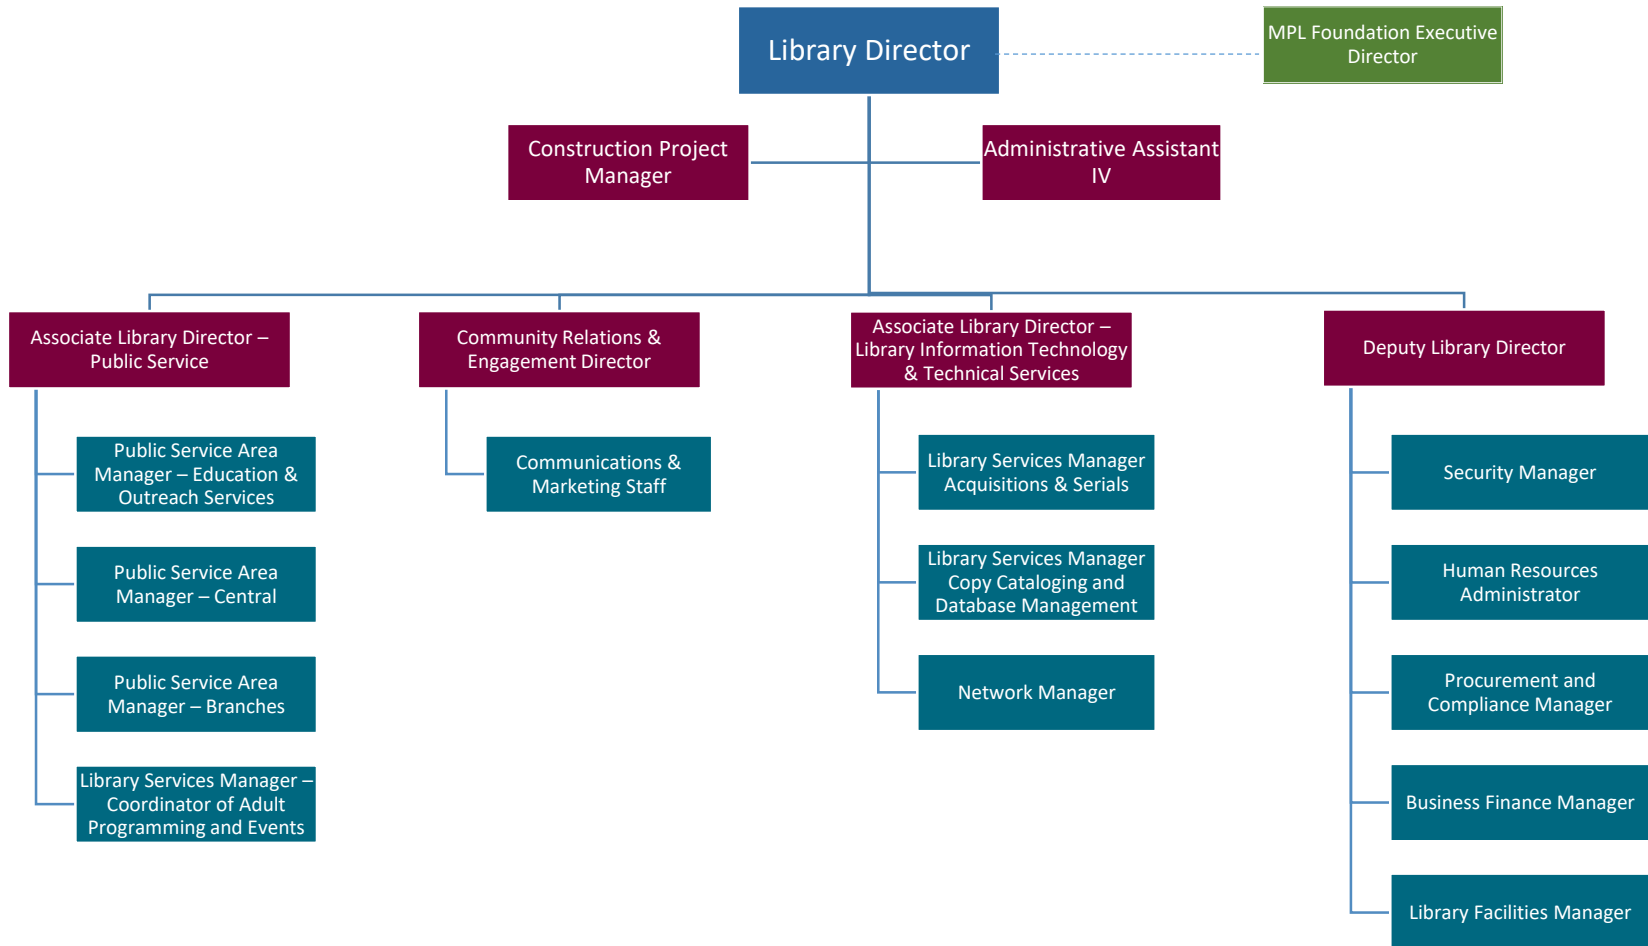 Library Director
MPL Foundation Executive
Director
Construction Project
Manager
Administrative Assistant
IV
Associate Library Director –
Public Service
Community Relations &
Engagement Director
Associate Library Director –
Library Information Technology
& Technical Services
Deputy Library Director
Public Service Area
Manager – Education &
Outreach Services
Public Service Area
Manager – Central
Public Service Area
Manager – Branches
Library Services Manager –
Coordinator of Adult
Programming and Events
Communications &
Marketing Staff
Library Services Manager
Acquisitions & Serials
Library Services Manager
Copy Cataloging and
Database Management
Network Manager
Security Manager
Human Resources
Administrator
Procurement and
Compliance Manager
Business Finance Manager
Library Facilities Manager